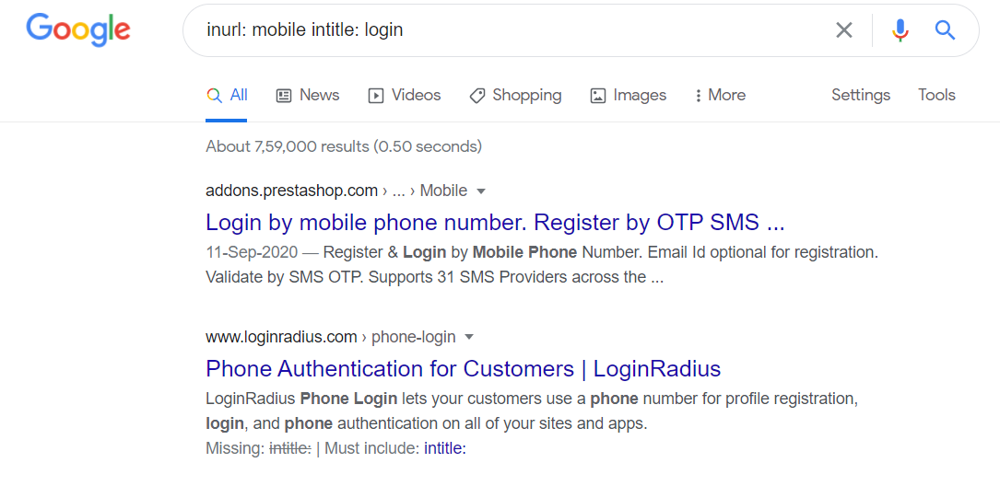 Google
inurl: mobile intitle: login
All News Videos Shopping Images More Settings Tools
About 7,59,000 results (0.50 seconds)
addons.prestashop.com › ... › Mobile
Login by mobile phone number. Register by OTP SMS ...
11-Sep-2020 — Register & Login by Mobile Phone Number. Email Id optional for registration.
Validate by SMS OTP. Supports 31 SMS Providers across the ...
www.loginradius.com › phone-login
Phone Authentication for Customers | LoginRadius
LoginRadius Phone Login lets your customers use a phone number for profile registration,
login, and phone authentication on all of your sites and apps.
Missing: intitle: | Must include: intitle: